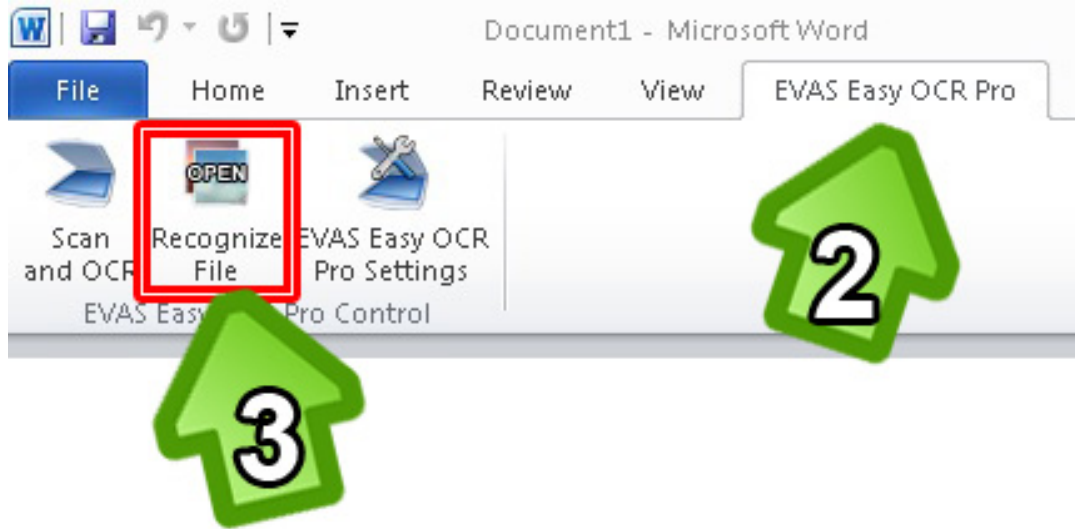 W Document1 - Microsoft Word
File Home Insert Review View EVAS Easy OCR Pro
OPEN
Scan and OCR
Recognize File
EVAS Easy OCR Pro Settings
EVAS Easy Pro Control
2
3